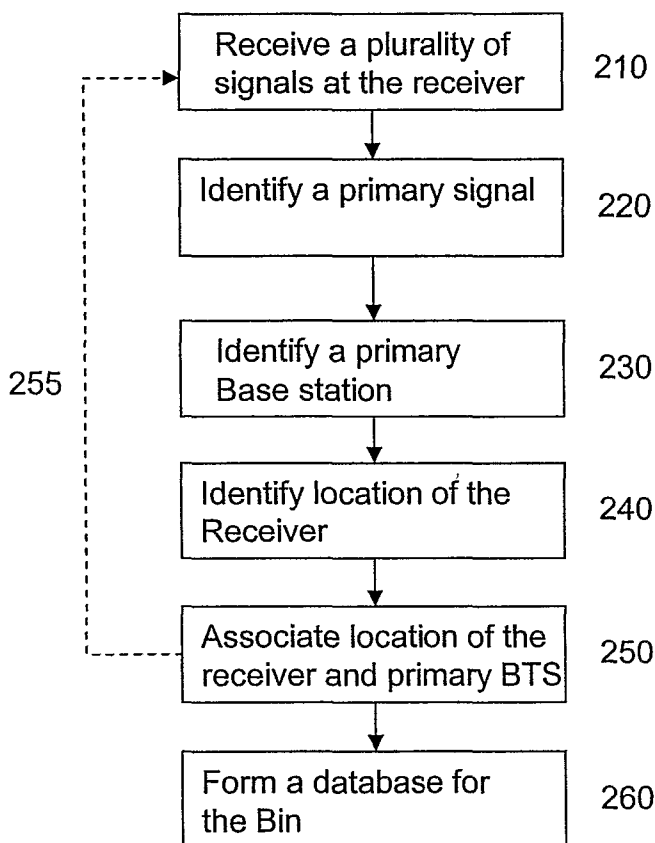 Receive a plurality of
signals at the receiver
210
Identify a primary signal
220
Identify a primary
Base station
230
255
Identify location of the
Receiver
240
Associate location of the
receiver and primary BTS
250
Form a database for
the Bin
260